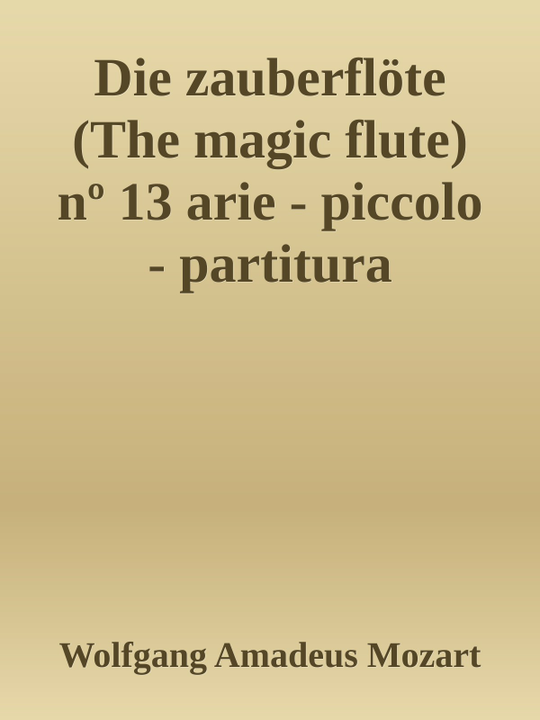 Die zauberflöte
(The magic flute)
nº 13 arie - piccolo
- partitura
Wolfgang Amadeus Mozart